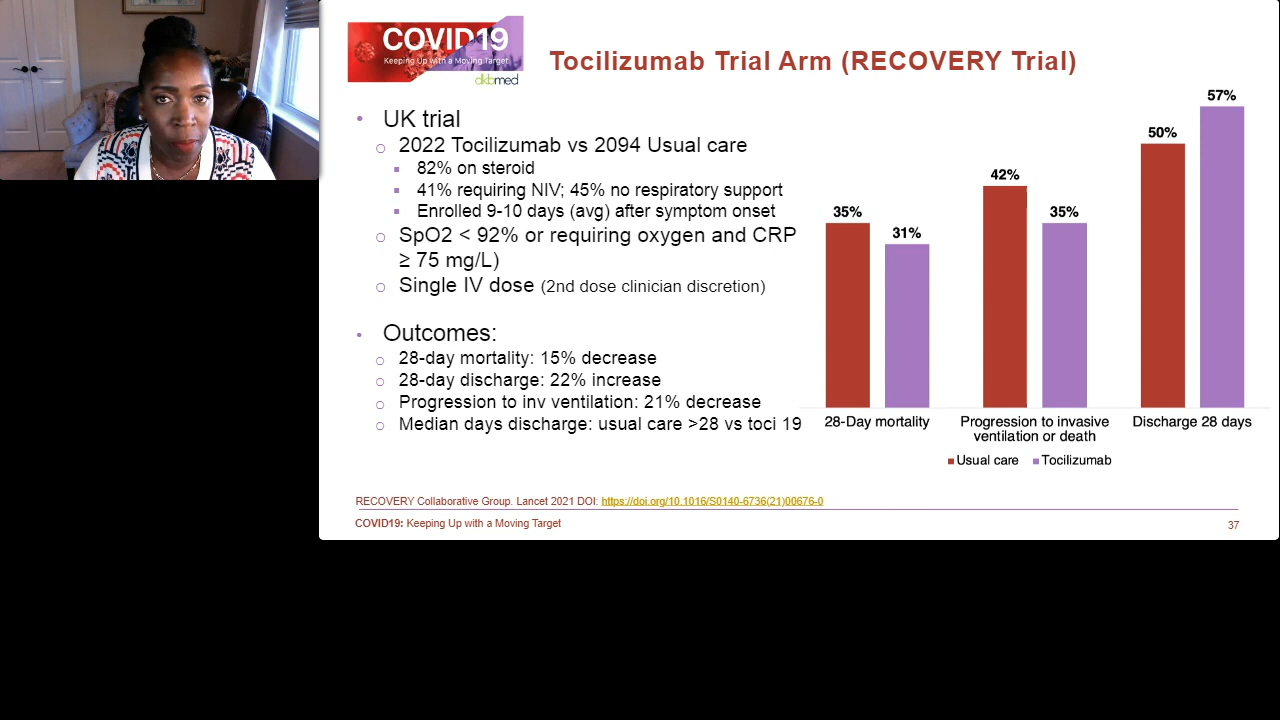 COVID19
Keeping Up with a Moving Target
dkbmed
Tocilizumab Trial Arm (RECOVERY Trial)
UK trial
2022 Tocilizumab vs 2094 Usual care
82% on steroid
41% requiring NIV; 45% no respiratory support
Enrolled 9-10 days (avg) after symptom onset
SpO2 < 92% or requiring oxygen and CRP
≥ 75 mg/L)
Single IV dose (2nd dose clinician discretion)
Outcomes:
28-day mortality: 15% decrease
28-day discharge: 22% increase
Progression to inv ventilation: 21% decrease
Median days discharge: usual care >28 vs toci 19
35%
31%
42%
35%
50%
57%
28-Day mortality
Progression to invasive
ventilation or death
Discharge 28 days
Usual care
Tocilizumab
RECOVERY Collaborative Group. Lancet 2021 DOI: https://doi.org/10.1016/S0140-6736(21)00676-0
COVID19: Keeping Up with a Moving Target
37